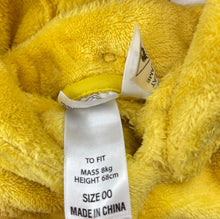 TO FIT
MASS 8kg
HEIGHT 68cm
SIZE 00
MADE IN CHINA